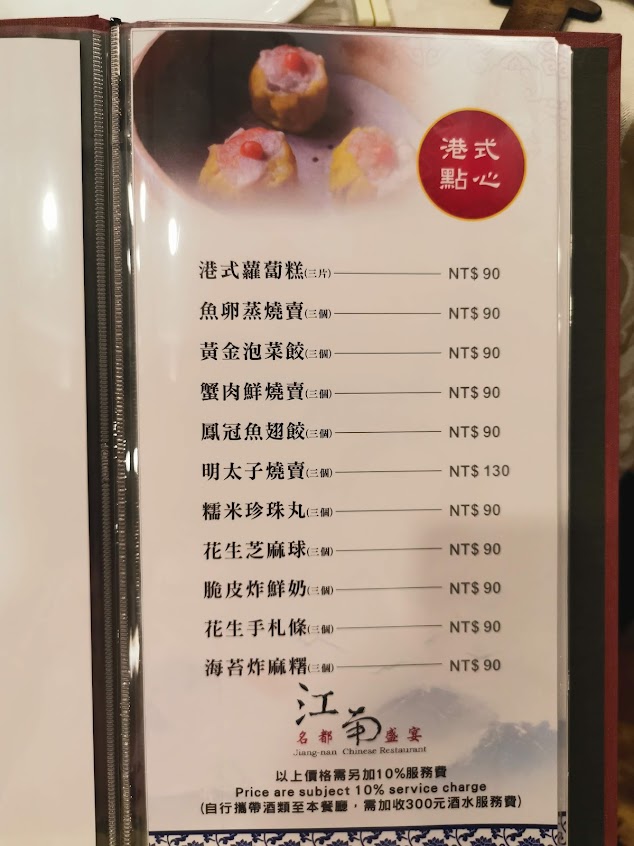 港式
點心
港式蘿蔔糕(三片) NT$ 90
魚卵蒸燒賣(三個) NT$ 90
黃金泡菜餃(三個) NT$ 90
蟹肉鮮燒賣(三個) NT$ 90
鳳冠魚翅餃(三個) NT$ 90
明太子燒賣(三個) NT$ 130
糯米珍珠丸(三個) NT$ 90
花生芝麻球(三個) NT$ 90
脆皮炸鮮奶(三個) NT$ 90
花生手札條(三個) NT$ 90
海苔炸麻糬(三個) NT$ 90
江南
名都 盛宴
Jiang-nan Chinese Restaurant
以上價格需另加10%服務費
Price are subject 10% service charge
(自行攜帶酒類至本餐廳，需加收300元酒水服務費)